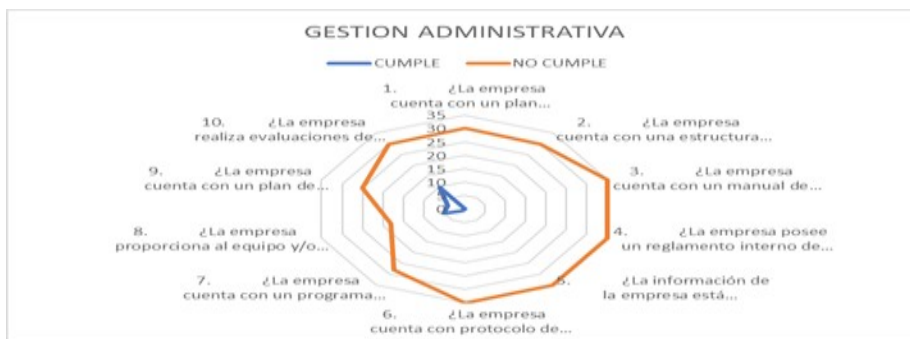 GESTION ADMINISTRATIVA
CUMPLE NO CUMPLE
1. ¿La empresa
cuenta con un plan...
2. ¿La empresa
cuenta con una estructura...
3. ¿La empresa
cuenta con un manual de...
4. ¿La empresa posee
un reglamento interno de...
5. ¿La información de
la empresa está...
6. ¿La empresa
cuenta con protocolo de...
7. ¿La empresa
cuenta con un programa...
8. ¿La empresa
proporciona al equipo y/o...
9. ¿La empresa
cuenta con un plan de...
10. ¿La empresa
realiza evaluaciones de...
35
30
25
20
15
10
5
0